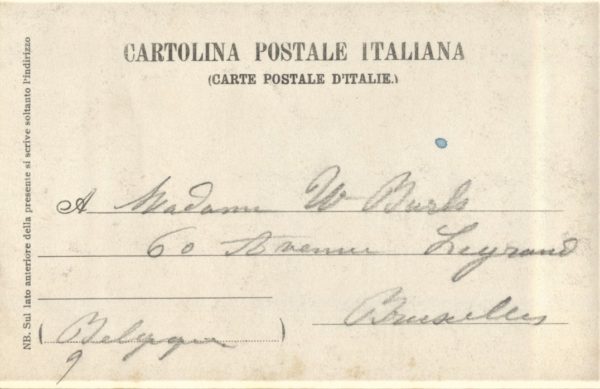 CARTOLINA POSTALE ITALIANA
(CARTE POSTALE D'ITALIE.)
NB. Sul lato anteriore della presente si scrive soltanto l'indirizzo
A Madame W Burls
60 Avenue Legrand
Bruxelles
(Belgique)